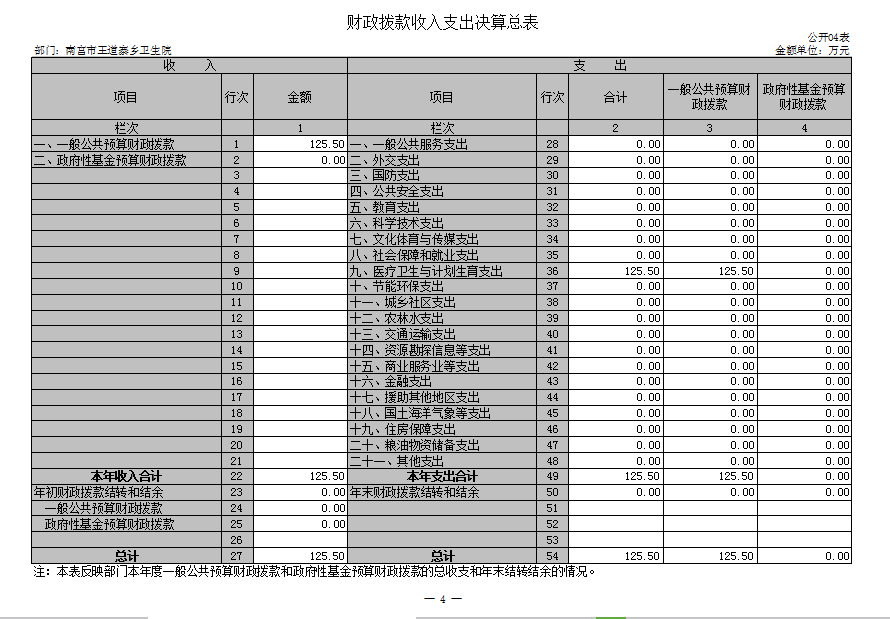 财政拨款收入支出决算总表
公开04表
部门：南宫市王道寨乡卫生院 金额单位：万元
收 入 支 出
项目 行次 金额 项目 行次 合计 一般公共预算财政拨款 政府性基金预算财政拨款
栏次 1 栏次 2 3 4
一、一般公共预算财政拨款 1 125.50 一、一般公共服务支出 28 0.00 0.00 0.00
二、政府性基金预算财政拨款 2 0.00 二、外交支出 29 0.00 0.00 0.00
3 三、国防支出 30 0.00 0.00 0.00
4 四、公共安全支出 31 0.00 0.00 0.00
5 五、教育支出 32 0.00 0.00 0.00
6 六、科学技术支出 33 0.00 0.00 0.00
7 七、文化体育与传媒支出 34 0.00 0.00 0.00
8 八、社会保障和就业支出 35 0.00 0.00 0.00
9 九、医疗卫生与计划生育支出 36 125.50 125.50 0.00
10 十、节能环保支出 37 0.00 0.00 0.00
11 十一、城乡社区支出 38 0.00 0.00 0.00
12 十二、农林水支出 39 0.00 0.00 0.00
13 十三、交通运输支出 40 0.00 0.00 0.00
14 十四、资源勘探信息等支出 41 0.00 0.00 0.00
15 十五、商业服务业等支出 42 0.00 0.00 0.00
16 十六、金融支出 43 0.00 0.00 0.00
17 十七、援助其他地区支出 44 0.00 0.00 0.00
18 十八、国土海洋气象等支出 45 0.00 0.00 0.00
19 十九、住房保障支出 46 0.00 0.00 0.00
20 二十、粮油物资储备支出 47 0.00 0.00 0.00
21 二十一、其他支出 48 0.00 0.00 0.00
本年收入合计 22 125.50 本年支出合计 49 125.50 125.50 0.00
年初财政拨款结转和结余 23 0.00 年末财政拨款结转和结余 50 0.00 0.00 0.00
一般公共预算财政拨款 24 0.00 51
政府性基金预算财政拨款 25 0.00 52
26 53
总计 27 125.50 总计 54 125.50 125.50 0.00
注：本表反映部门本年度一般公共预算财政拨款和政府性基金预算财政拨款的总收支和年末结转结余的情况。
— 4 —